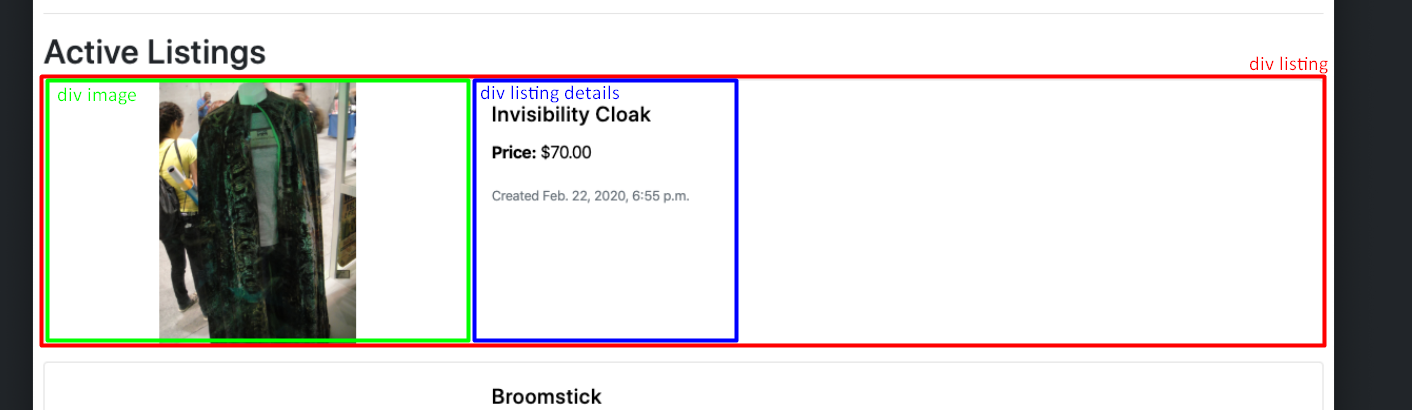 Active Listings
div listing
div image
div listing details
Invisibility Cloak
Price: $70.00
Created Feb. 22, 2020, 6:55 p.m.
Broomstick